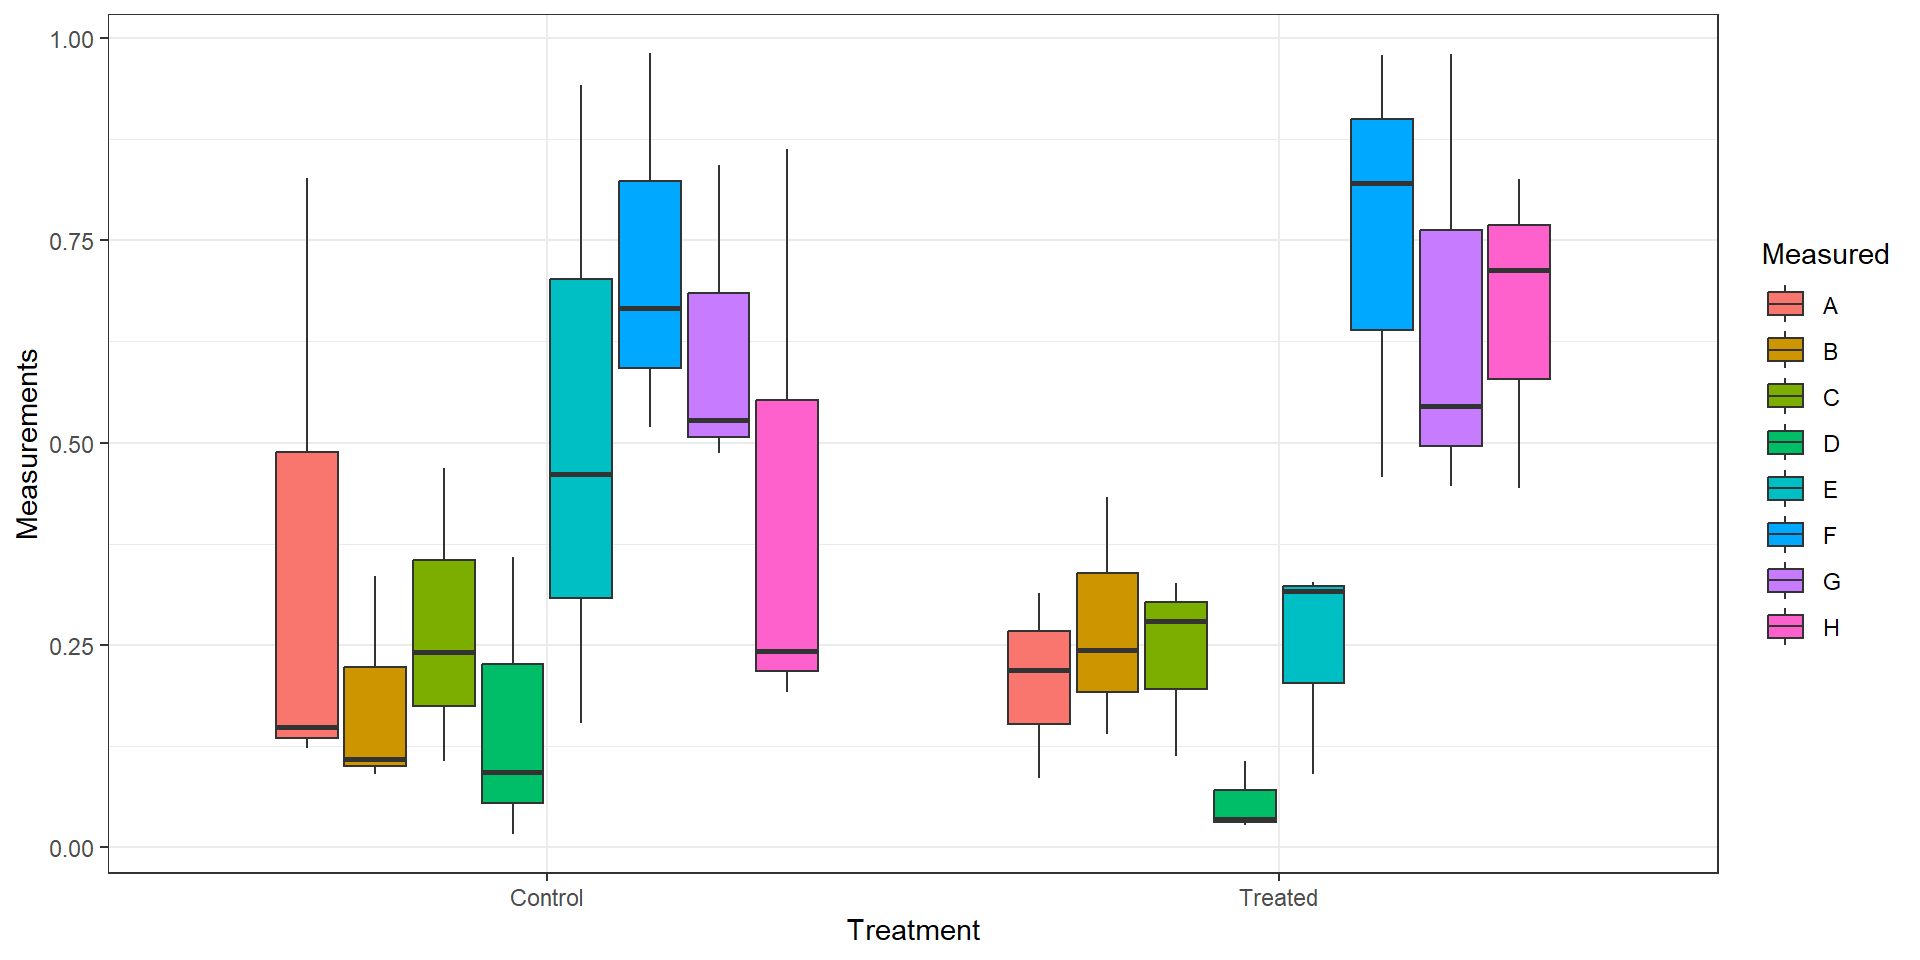 1.00
0.75
0.50
0.25
0.00
Measurements
Control
Treated
Treatment
Measured
A
B
C
D
E
F
G
H